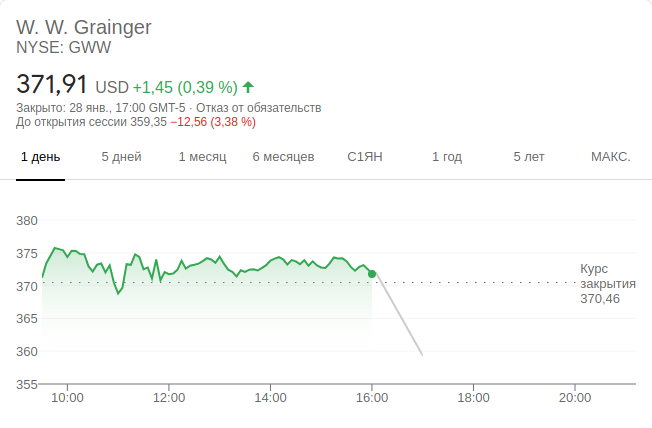 W. W. Grainger
NYSE: GWW
371,91 USD +1,45 (0,39 %)
Закрыто: 28 янв., 17:00 GMT-5 · Отказ от обязательств
До открытия сессии 359,35 −12,56 (3,38 %)
1 день 5 дней 1 месяц 6 месяцев С1ЯН 1 год 5 лет МАКС.
380
375
370
365
360
355
Курс
закрытия
370,46
10:00 12:00 14:00 16:00 18:00 20:00